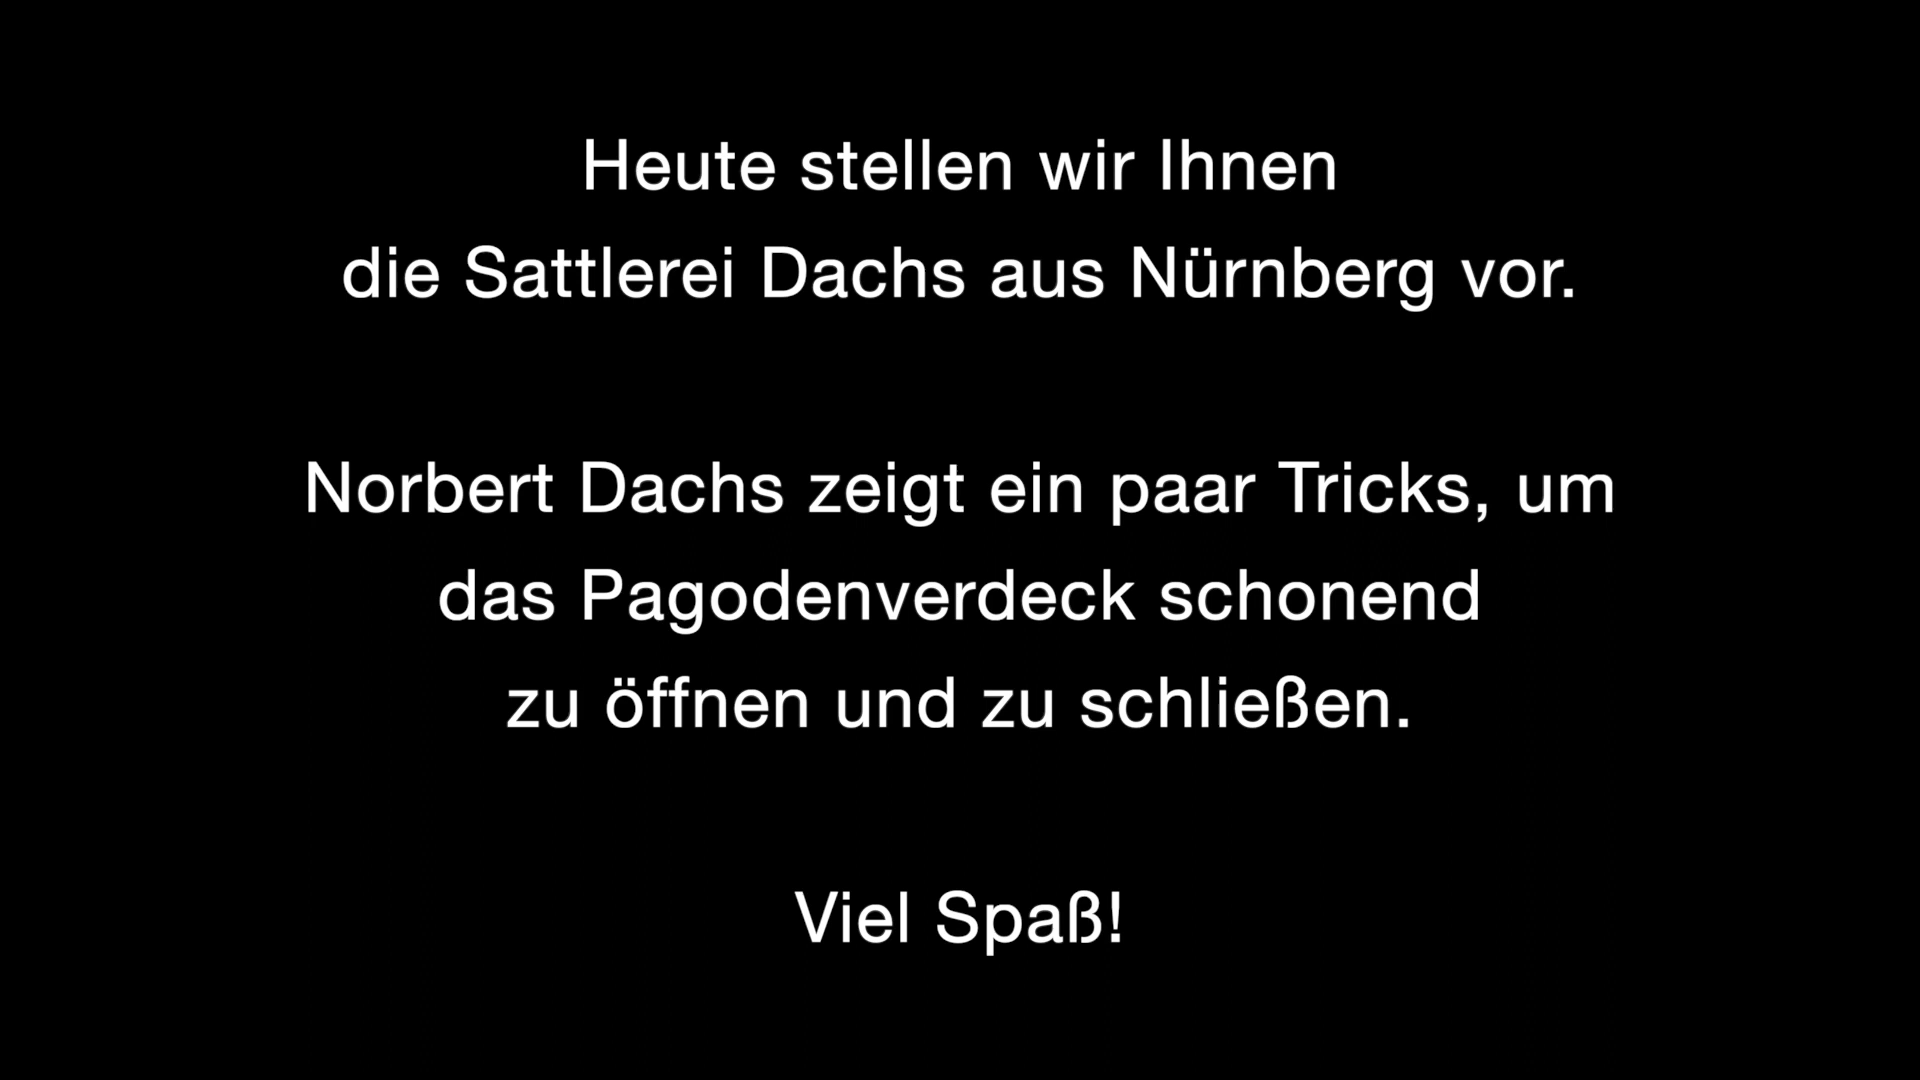 Heute stellen wir Ihnen
die Sattlerei Dachs aus Nürnberg vor.
Norbert Dachs zeigt ein paar Tricks, um
das Pagodenverdeck schonend
zu öffnen und zu schließen.
Viel Spaß!